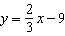 y = 2/3 x − 9